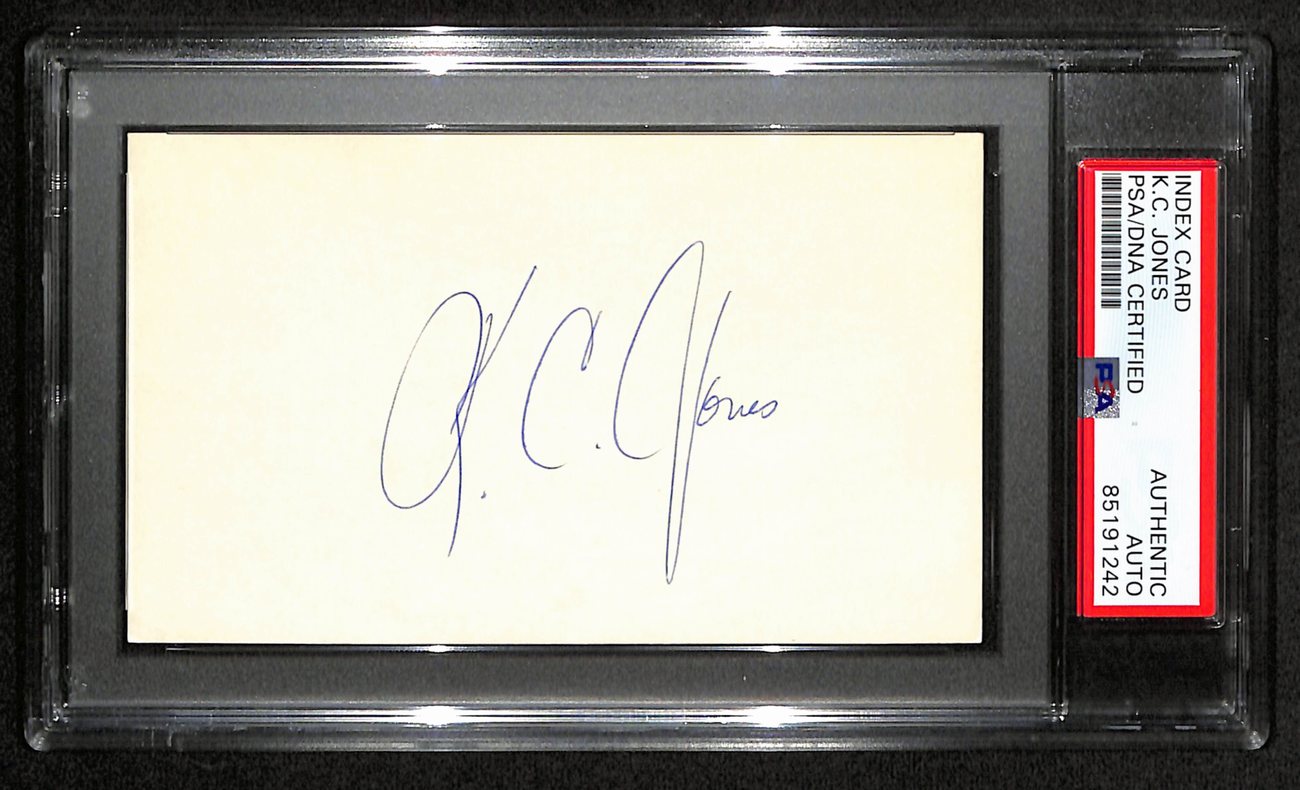 K. C. Jones
INDEX CARD
K.C. JONES
PSA/DNA CERTIFIED
PSA
AUTHENTIC
AUTO
85191242